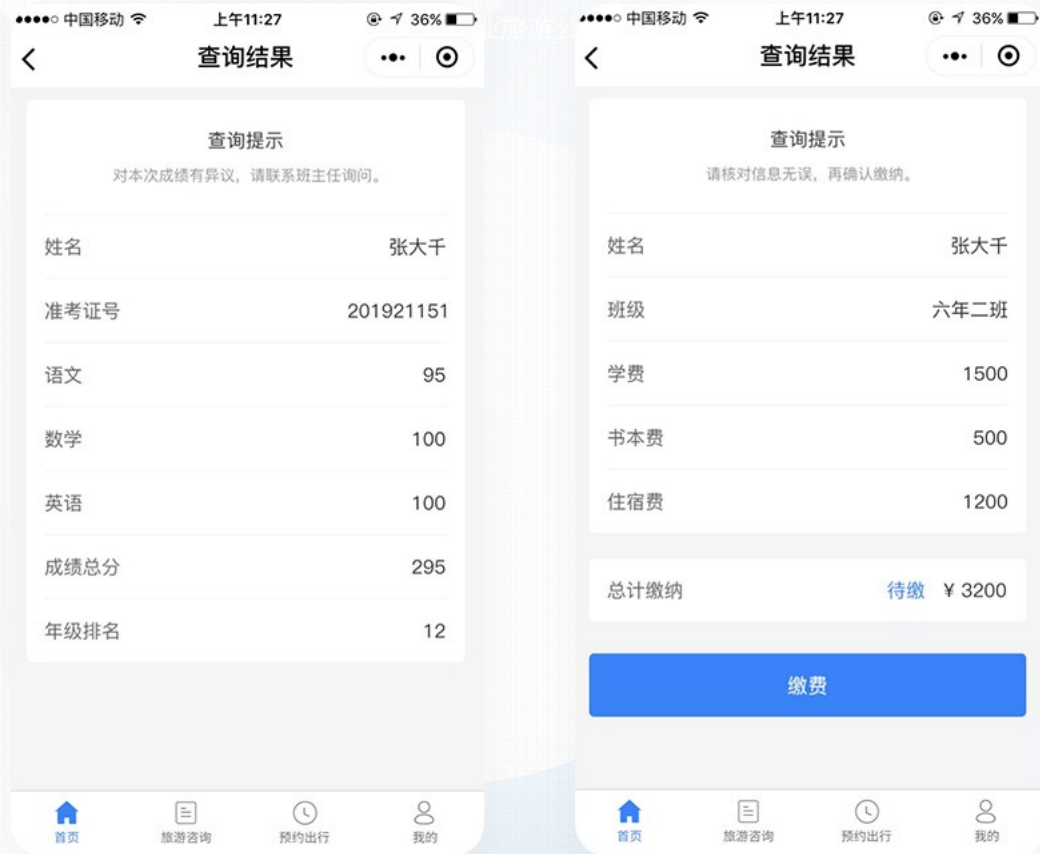 中国移动 上午11:27 36%
查询结果
查询提示
对本次成绩有异议，请联系班主任询问。
姓名 张大千
准考证号 201921151
语文 95
数学 100
英语 100
成绩总分 295
年级排名 12
首页 旅游咨询 预约出行 我的
中国移动 上午11:27 36%
查询结果
查询提示
请核对信息无误，再确认缴纳。
姓名 张大千
班级 六年二班
学费 1500
书本费 500
住宿费 1200
总计缴纳 待缴 ¥ 3200
缴费
首页 旅游咨询 预约出行 我的